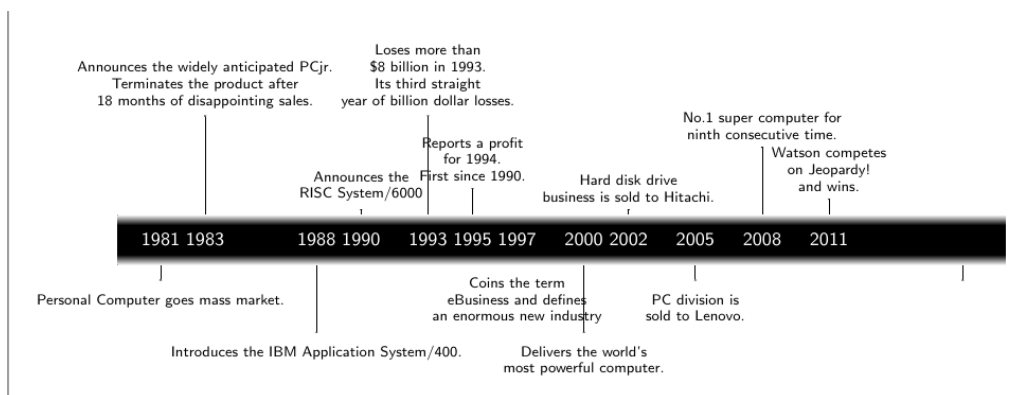 Loses more than
$8 billion in 1993.
Its third straight
year of billion dollar losses.
Announces the widely anticipated PCjr.
Terminates the product after
18 months of disappointing sales.
No.1 super computer for
ninth consecutive time.
Reports a profit
for 1994.
First since 1990.
Watson competes
on Jeopardy!
and wins.
Announces the
RISC System/6000
Hard disk drive
business is sold to Hitachi.
1981 1983 1988 1990 1993 1995 1997 2000 2002 2005 2008 2011
Personal Computer goes mass market.
Coins the term
eBusiness and defines
an enormous new industry
PC division is
sold to Lenovo.
Introduces the IBM Application System/400.
Delivers the world's
most powerful computer.